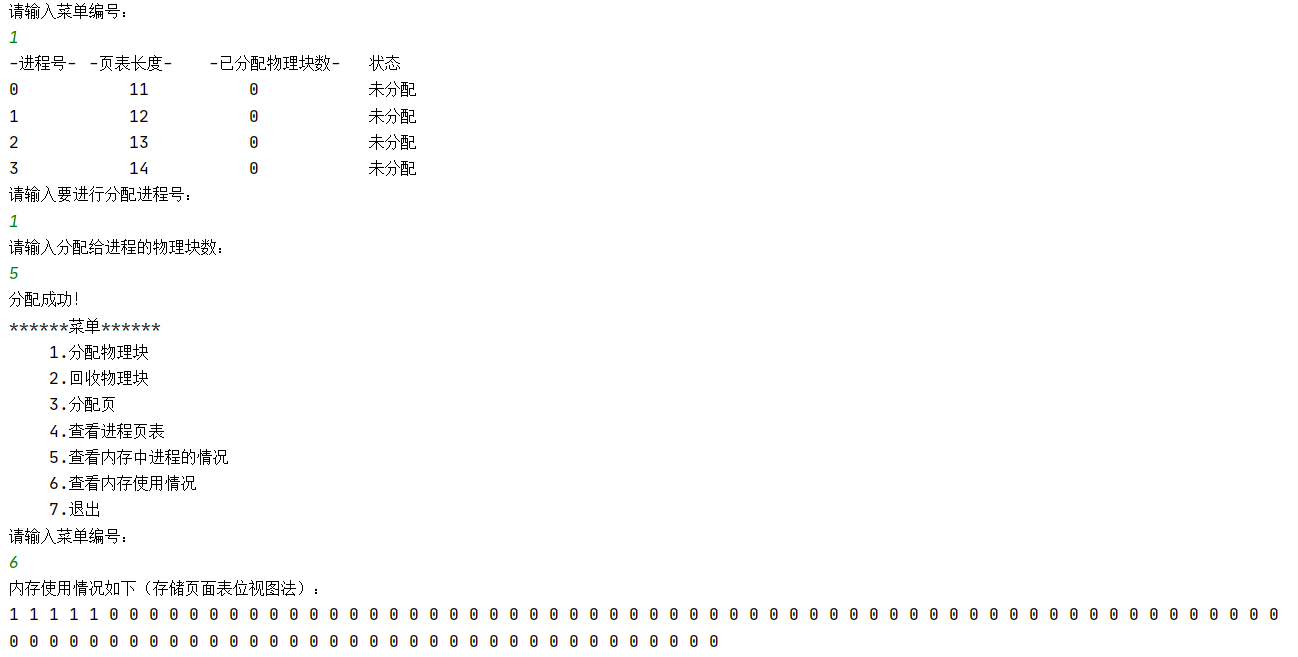 请输入菜单编号：
1
-进程号- -页表长度- -已分配物理块数- 状态
0 11 0 未分配
1 12 0 未分配
2 13 0 未分配
3 14 0 未分配
请输入要进行分配进程号：
1
请输入分配给进程的物理块数：
5
分配成功！
******菜单******
1.分配物理块
2.回收物理块
3.分配页
4.查看进程页表
5.查看内存中进程的情况
6.查看内存使用情况
7.退出
请输入菜单编号：
6
内存使用情况如下（存储页面表位视图法）：
1 1 1 1 1 0 0 0 0 0 0 0 0 0 0 0 0 0 0 0 0 0 0 0 0 0 0 0 0 0 0 0 0 0 0 0 0 0 0 0 0 0 0 0 0 0 0 0 0 0 0 0 0 0 0 0 0 0 0 0 0 0 0 0
0 0 0 0 0 0 0 0 0 0 0 0 0 0 0 0 0 0 0 0 0 0 0 0 0 0 0 0 0 0 0 0 0 0 0 0